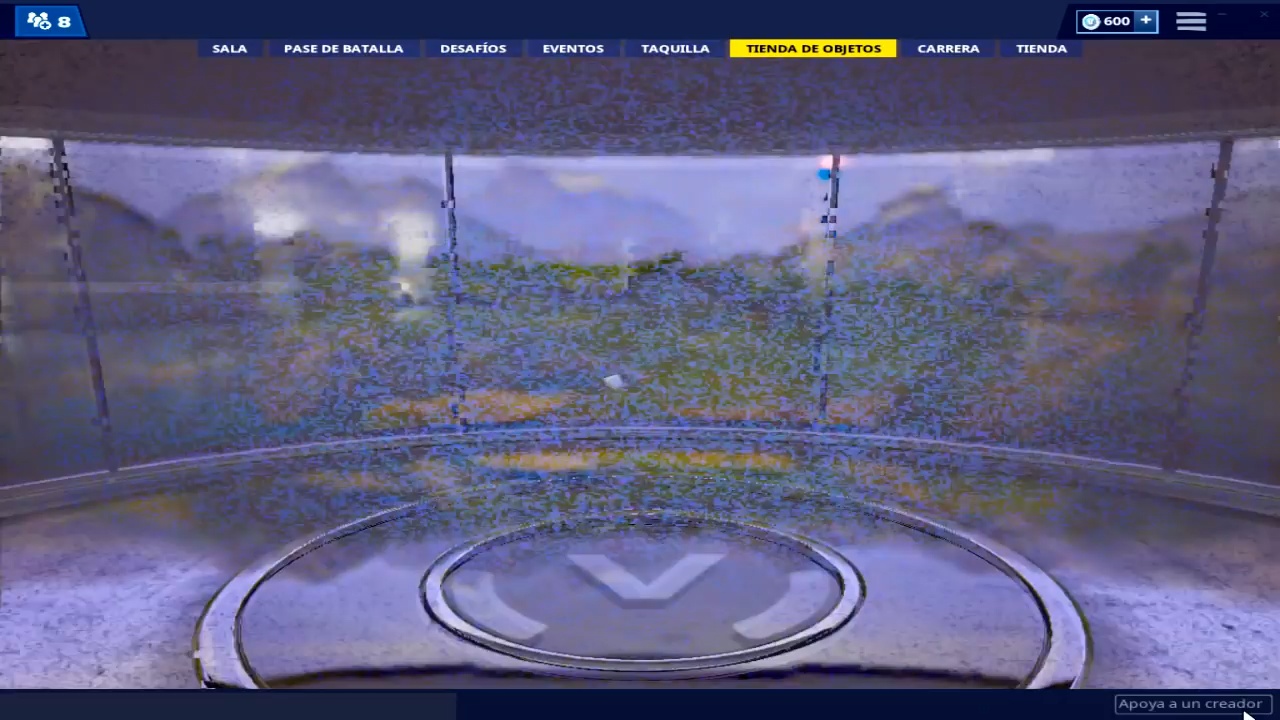 8
600 +
SALA PASE DE BATALLA DESAFÍOS EVENTOS TAQUILLA TIENDA DE OBJETOS CARRERA TIENDA
Apoya a un creador